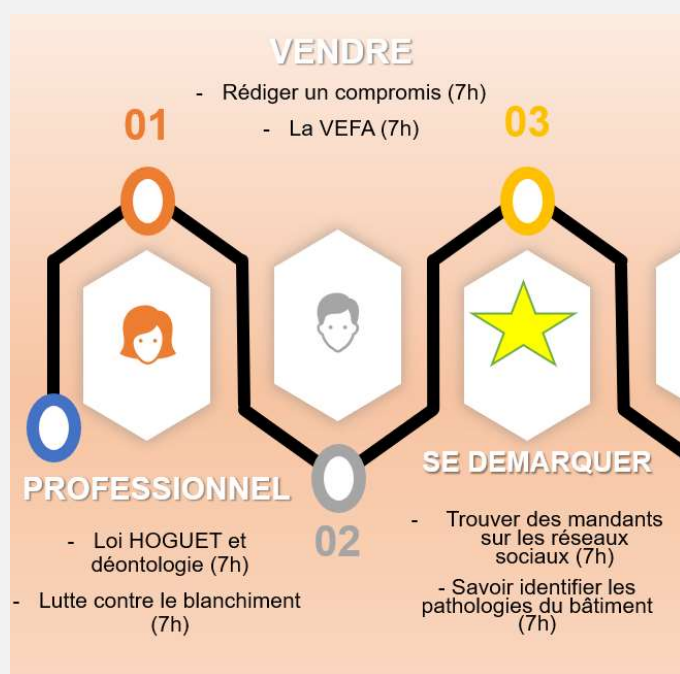 VENDRE
- Rédiger un compromis (7h)
- La VEFA (7h)
01
03
PROFESSIONNEL
- Loi HOGUET et
déontologie (7h)
- Lutte contre le blanchiment
(7h)
02
SE DEMARQUER
- Trouver des mandants
sur les réseaux
sociaux (7h)
- Savoir identifier les
pathologies du bâtiment
(7h)